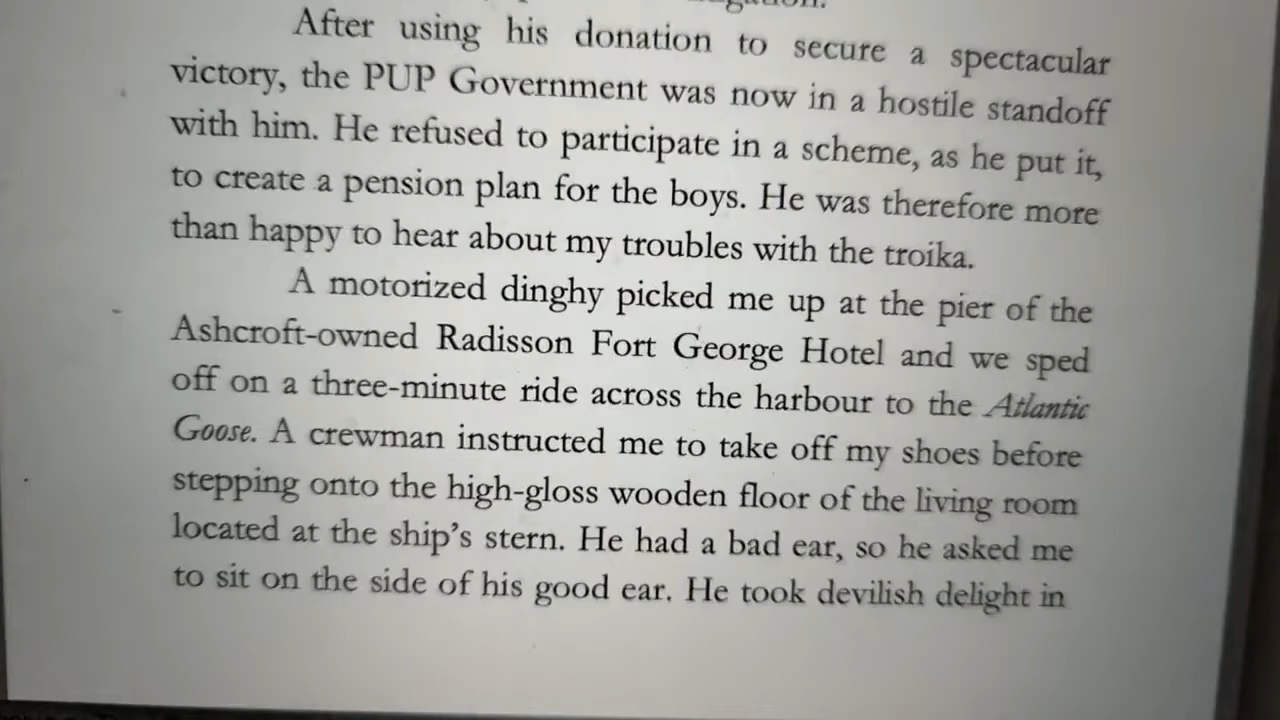 After using his donation to secure a spectacular
victory, the PUP Government was now in a hostile standoff
with him. He refused to participate in a scheme, as he put it,
to create a pension plan for the boys. He was therefore more
than happy to hear about my troubles with the troika.
A motorized dinghy picked me up at the pier of the
Ashcroft-owned Radisson Fort George Hotel and we sped
off on a three-minute ride across the harbour to the Atlantic
Goose. A crewman instructed me to take off my shoes before
stepping onto the high-gloss wooden floor of the living room
located at the ship's stern. He had a bad ear, so he asked me
to sit on the side of his good ear. He took devilish delight in